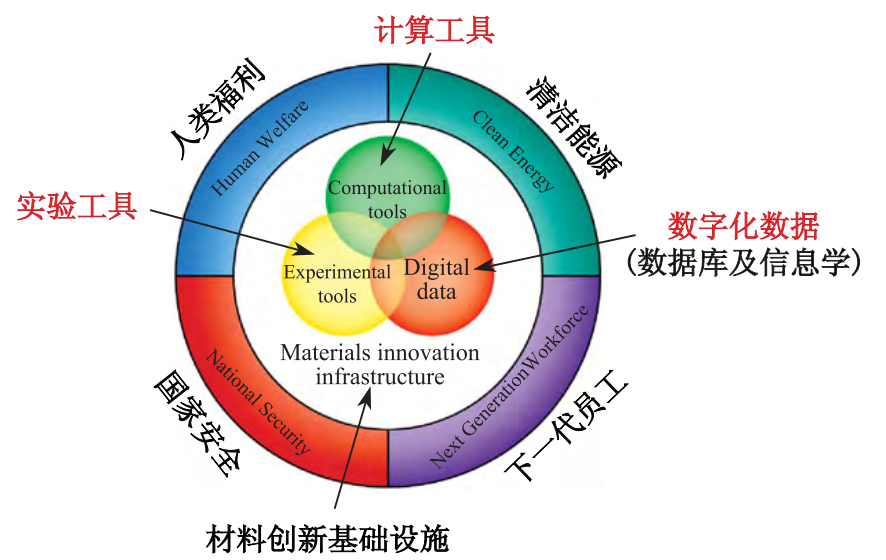 计算工具
人类福利
Human Welfare
清洁能源
Clean Energy
实验工具
Computational
tools
Experimental
tools
Digital
data
数字化数据
(数据库及信息学)
Materials innovation
infrastructure
国家安全
National Security
Next Generation Workforce
下一代员工
材料创新基础设施